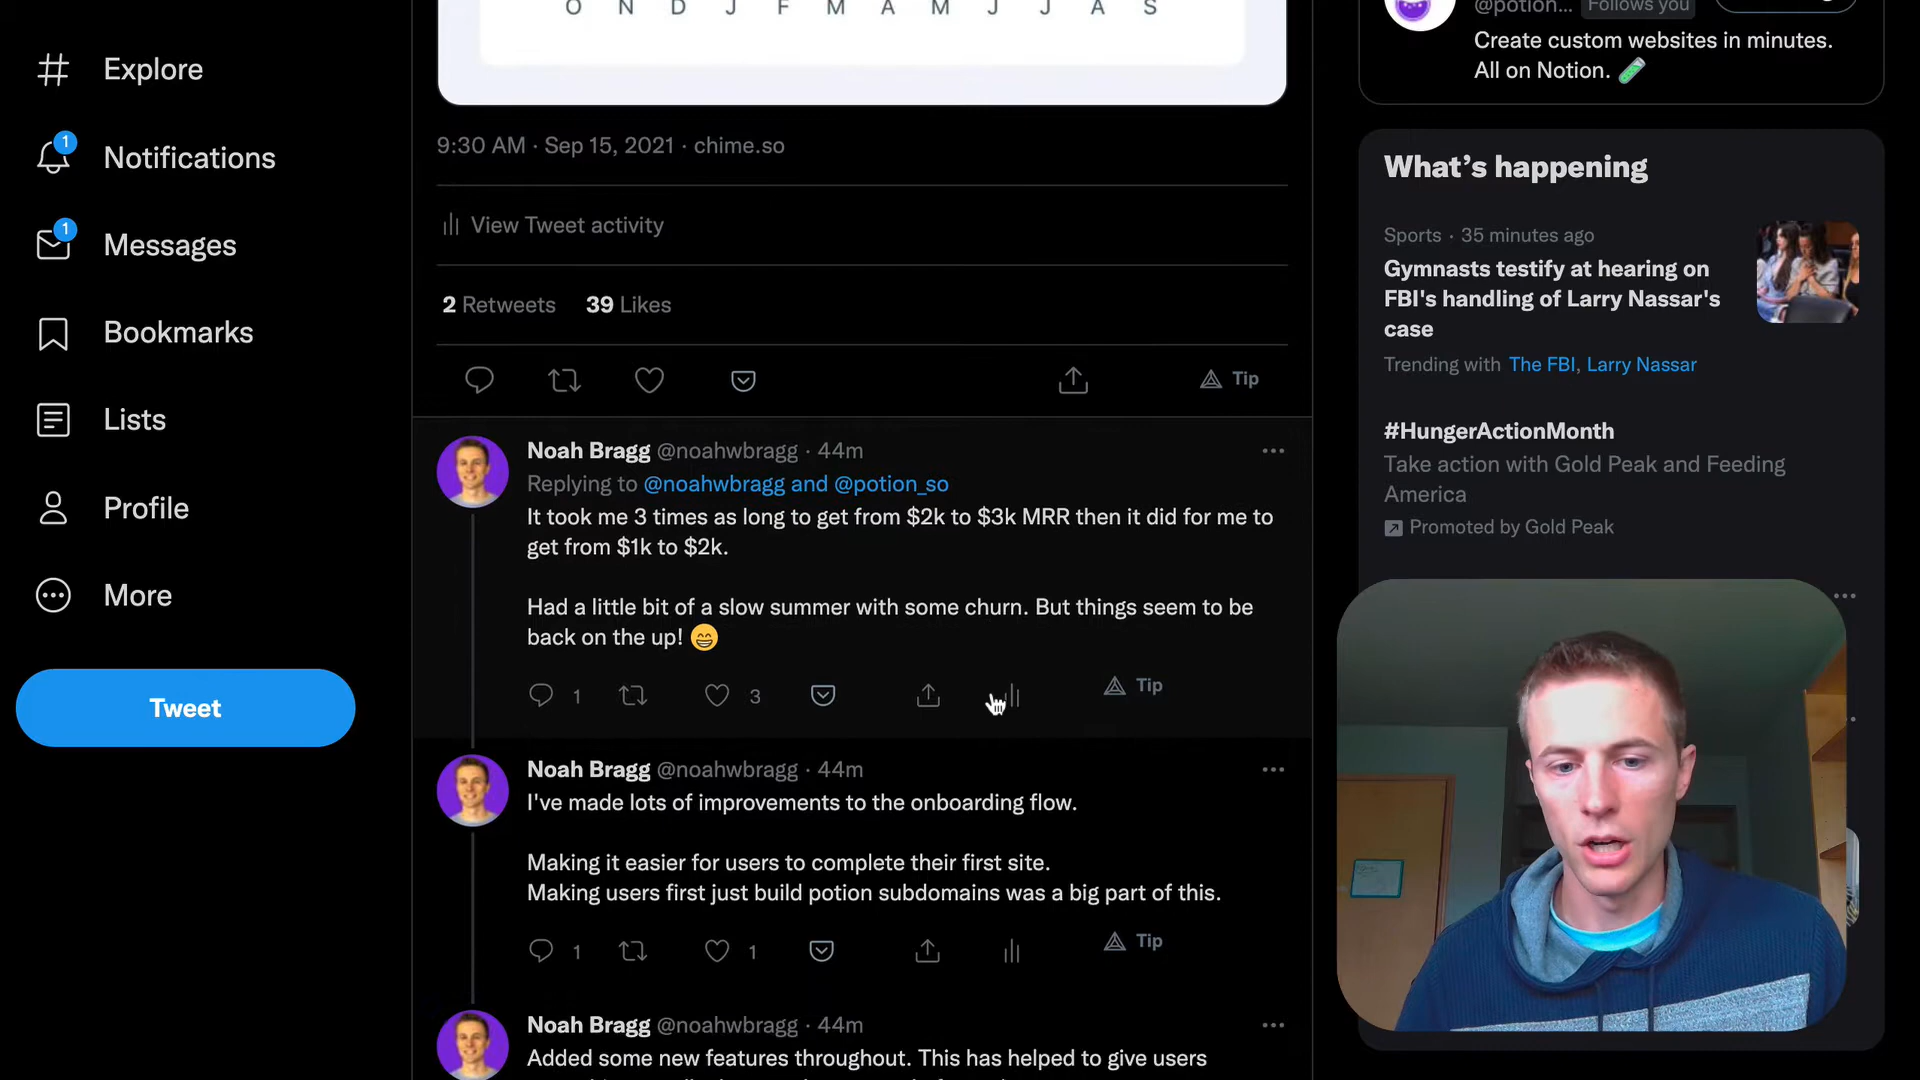 O N D J F M A M J J A S
@potion... Follows you
Create custom websites in minutes.
All on Notion.
Explore
1
Notifications
1
Messages
Bookmarks
Lists
Profile
More
Tweet
9:30 AM · Sep 15, 2021 · chime.so
View Tweet activity
2 Retweets 39 Likes
Tip
Noah Bragg @noahwbragg · 44m
Replying to @noahwbragg and @potion_so
It took me 3 times as long to get from $2k to $3k MRR then it did for me to
get from $1k to $2k.
Had a little bit of a slow summer with some churn. But things seem to be
back on the up!
1 3 Tip
Noah Bragg @noahwbragg · 44m
I've made lots of improvements to the onboarding flow.
Making it easier for users to complete their first site.
Making users first just build potion subdomains was a big part of this.
1 1 Tip
Noah Bragg @noahwbragg · 44m
Added some new features throughout. This has helped to give users
What's happening
Sports · 35 minutes ago
Gymnasts testify at hearing on
FBI's handling of Larry Nassar's
case
Trending with The FBI, Larry Nassar
#HungerActionMonth
Take action with Gold Peak and Feeding
America
Promoted by Gold Peak